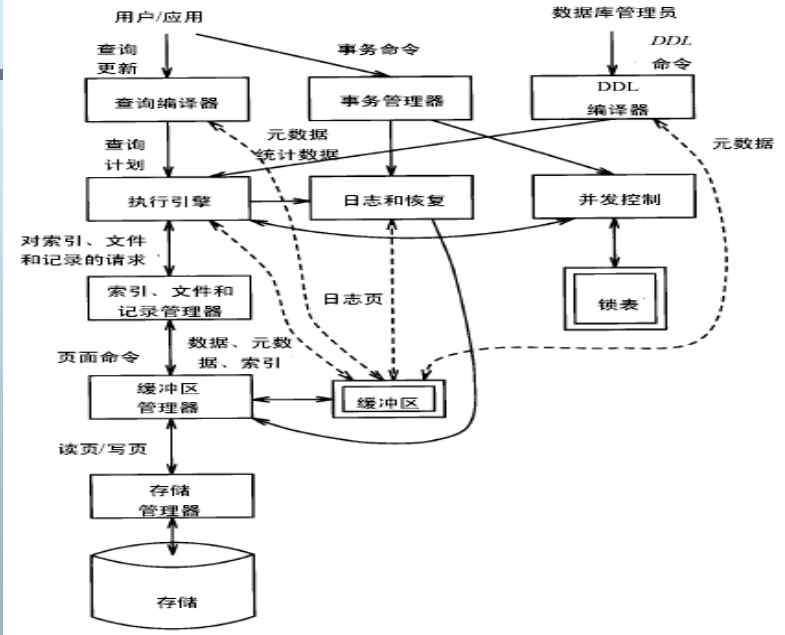 用户/应用
数据库管理员
查询
更新
事务命令
DDL
命令
查询编译器
事务管理器
DDL
编译器
查询
计划
元数据
统计数据
元数据
执行引擎
日志和恢复
并发控制
对索引、文件
和记录的请求
索引、文件和
记录管理器
日志页
锁表
页面命令
数据、元数
据、索引
缓冲区
管理器
缓冲区
读页/写页
存储
管理器
存储